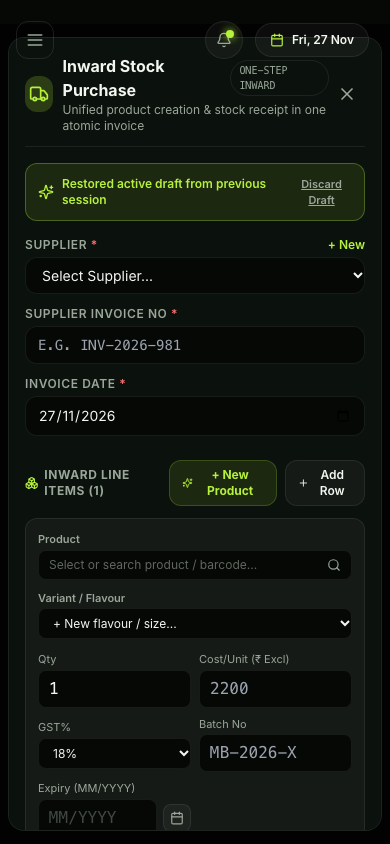 Fri, 27 Nov
Inward Stock
Purchase
ONE-STEP
INWARD
Unified product creation & stock receipt in one
atomic invoice
Restored active draft from previous
session
Discard
Draft
SUPPLIER *
+ New
Select Supplier...
SUPPLIER INVOICE NO *
E.G. INV-2026-981
INVOICE DATE *
27/11/2026
INWARD LINE
ITEMS (1)
+ New
Product
Add
Row
Product
Select or search product / barcode...
Variant / Flavour
+ New flavour / size...
Qty
Cost/Unit (₹ Excl)
1
2200
GST%
Batch No
18%
MB-2026-X
Expiry (MM/YYYY)
MM/YYYY